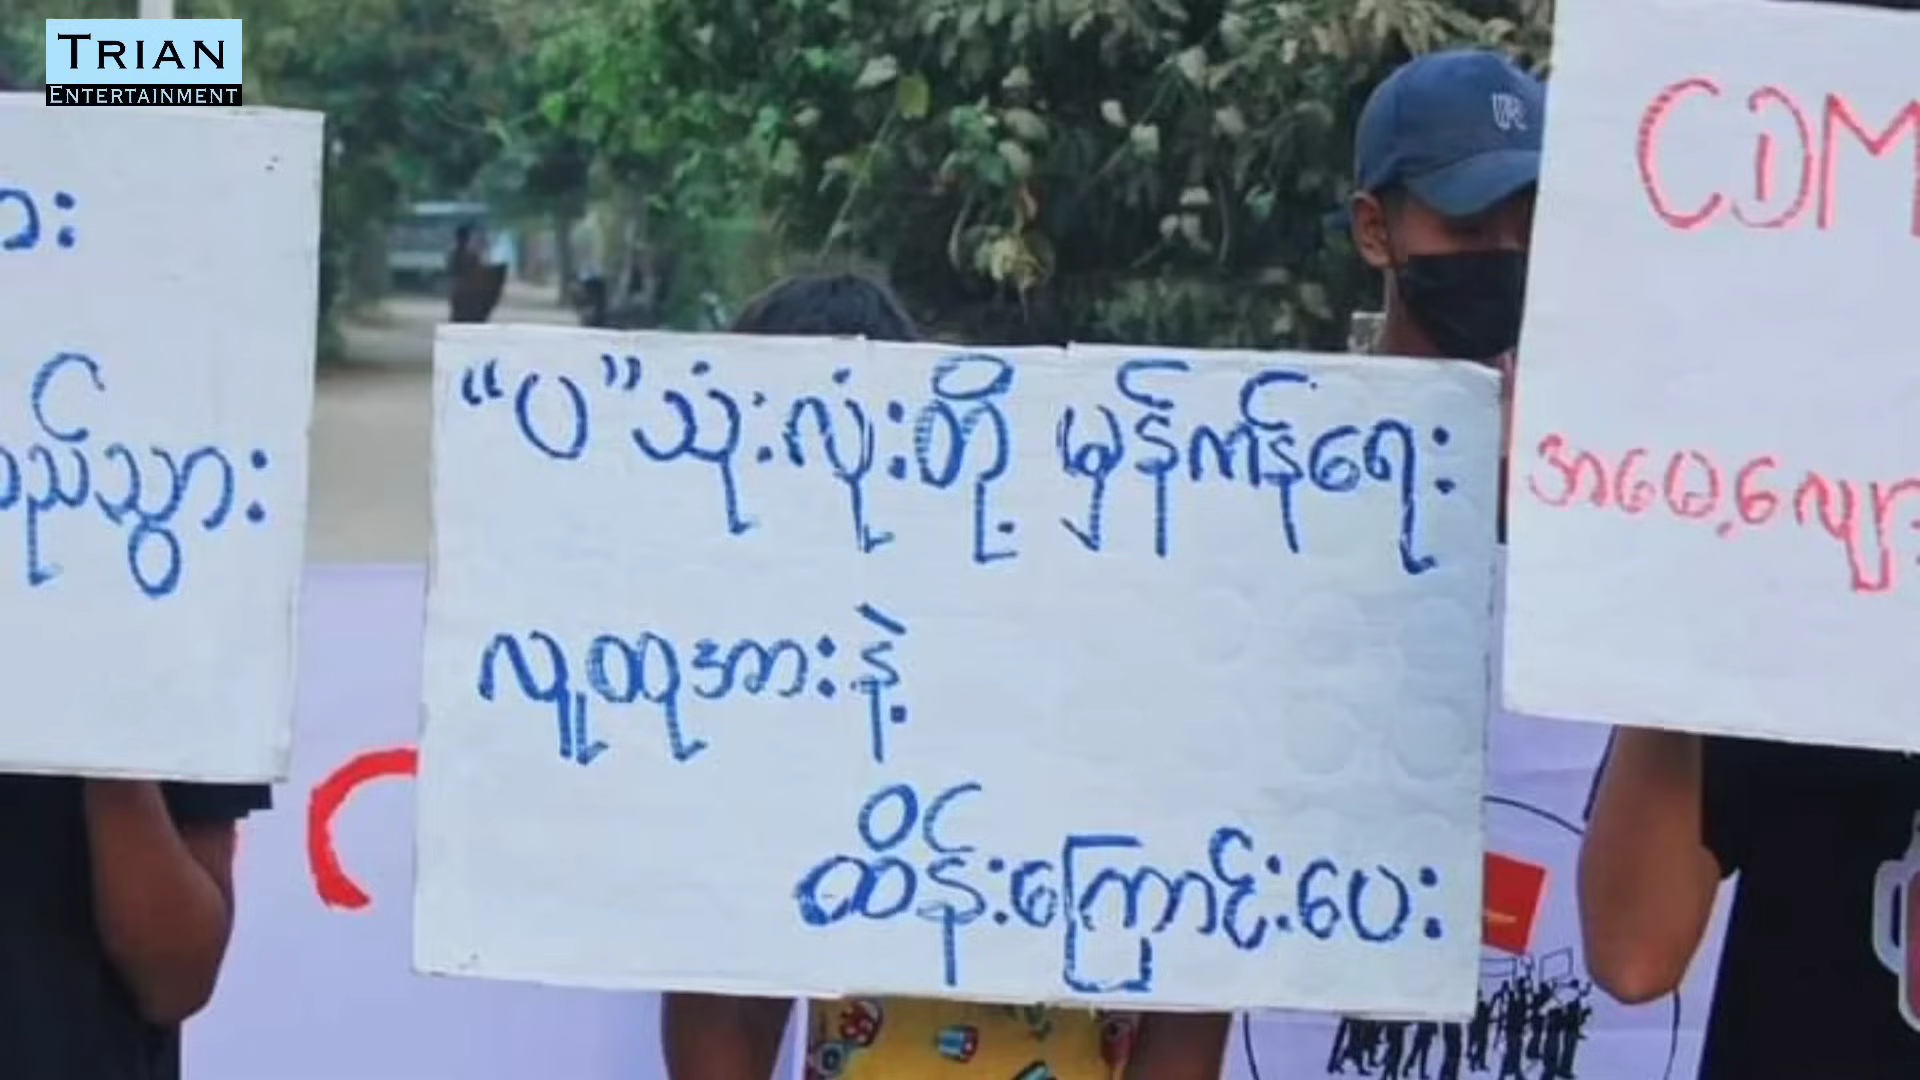 TRIAN
ENTERTAINMENT
“ပ”သုံးလုံးတို့ မှန်ကန်ရေး
လူထုအားနဲ့
ထိန်းကြောင်းပေး
CDM